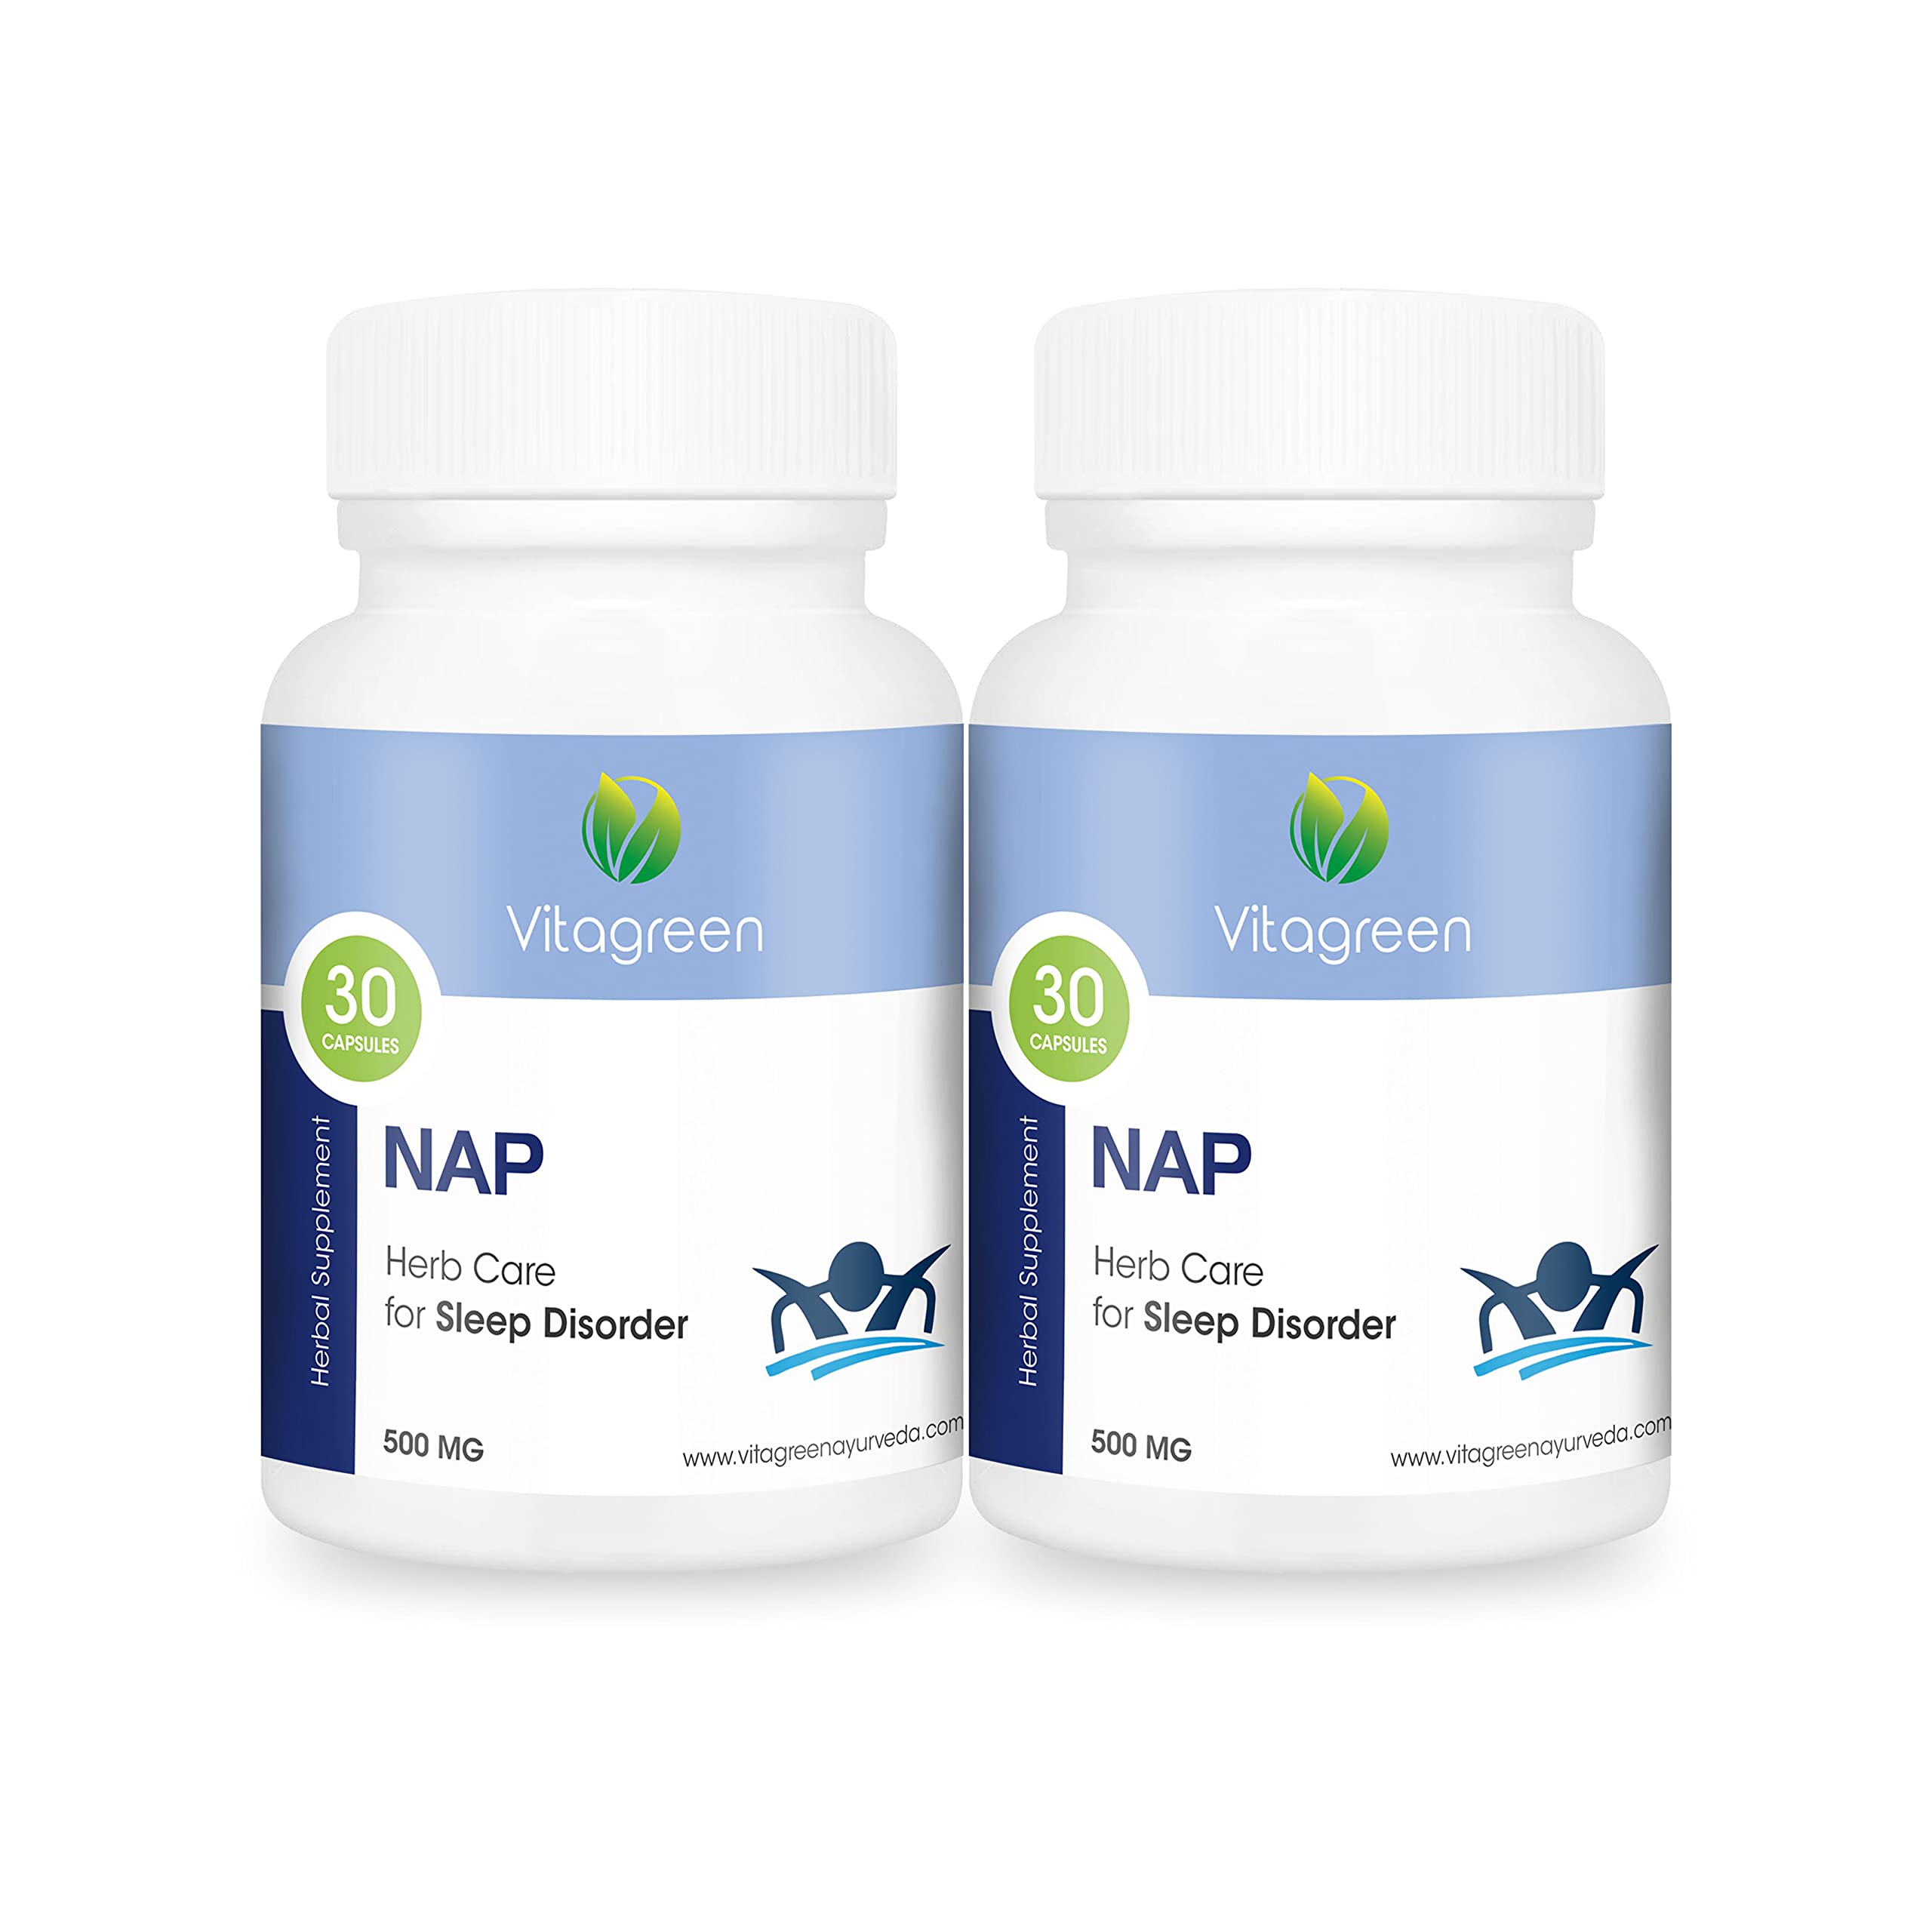 Vitagreen
30
CAPSULES
Herbal Supplement
NAP
Herb Care
for Sleep Disorder
500 MG
www.vitagreenayurveda.com
Vitagreen
30
CAPSULES
Herbal Supplement
NAP
Herb Care
for Sleep Disorder
500 MG
www.vitagreenayurveda.com